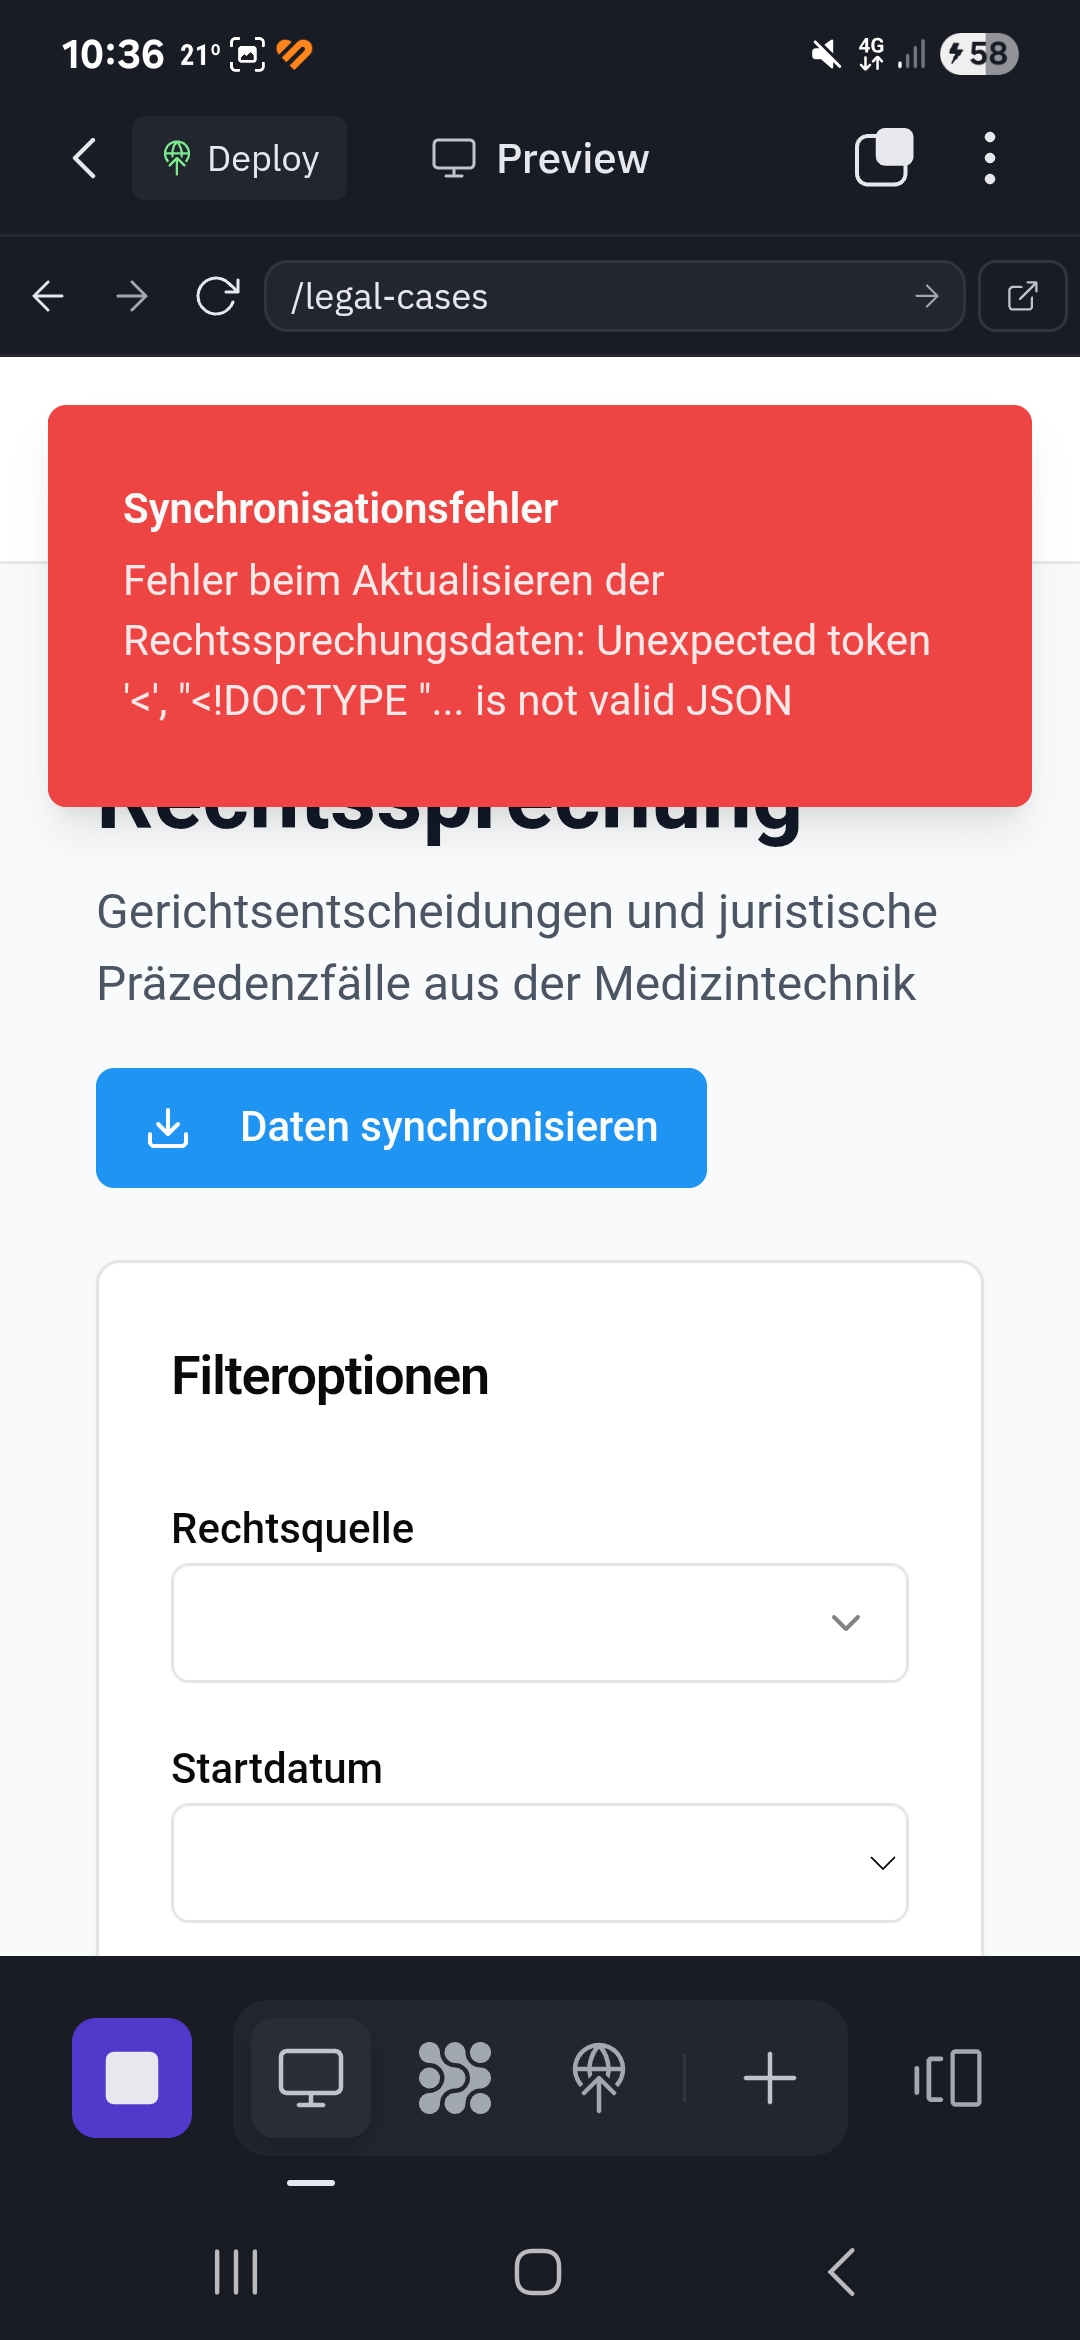 10:36 21° 4G 58
Deploy Preview
/legal-cases
Synchronisationsfehler
Fehler beim Aktualisieren der
Rechtssprechungsdaten: Unexpected token
'<', "<!DOCTYPE "... is not valid JSON
Rechtssprechung
Gerichtsentscheidungen und juristische
Präzedenzfälle aus der Medizintechnik
Daten synchronisieren
Filteroptionen
Rechtsquelle
Startdatum